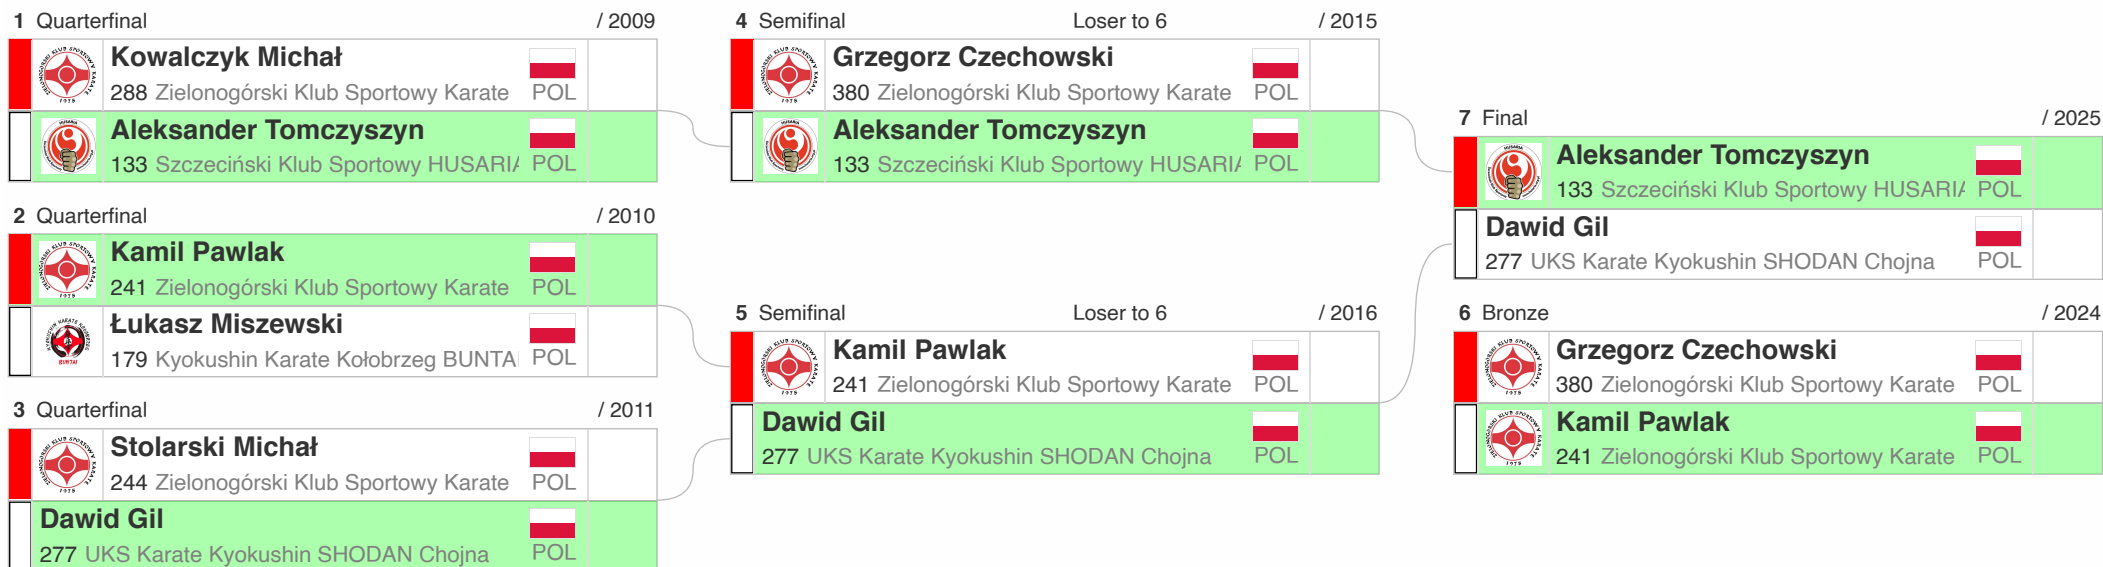 1 Quarterfinal / 2009
Kowalczyk Michał
288 Zielonogórski Klub Sportowy Karate POL
Aleksander Tomczyszyn
133 Szczeciński Klub Sportowy HUSARIA POL
2 Quarterfinal / 2010
Kamil Pawlak
241 Zielonogórski Klub Sportowy Karate POL
Łukasz Miszewski
179 Kyokushin Karate Kołobrzeg BUNTAI POL
3 Quarterfinal / 2011
Stolarski Michał
244 Zielonogórski Klub Sportowy Karate POL
Dawid Gil
277 UKS Karate Kyokushin SHODAN Chojna POL
4 Semifinal Loser to 6 / 2015
Grzegorz Czechowski
380 Zielonogórski Klub Sportowy Karate POL
Aleksander Tomczyszyn
133 Szczeciński Klub Sportowy HUSARIA POL
5 Semifinal Loser to 6 / 2016
Kamil Pawlak
241 Zielonogórski Klub Sportowy Karate POL
Dawid Gil
277 UKS Karate Kyokushin SHODAN Chojna POL
7 Final / 2025
Aleksander Tomczyszyn
133 Szczeciński Klub Sportowy HUSARIA POL
Dawid Gil
277 UKS Karate Kyokushin SHODAN Chojna POL
6 Bronze / 2024
Grzegorz Czechowski
380 Zielonogórski Klub Sportowy Karate POL
Kamil Pawlak
241 Zielonogórski Klub Sportowy Karate POL